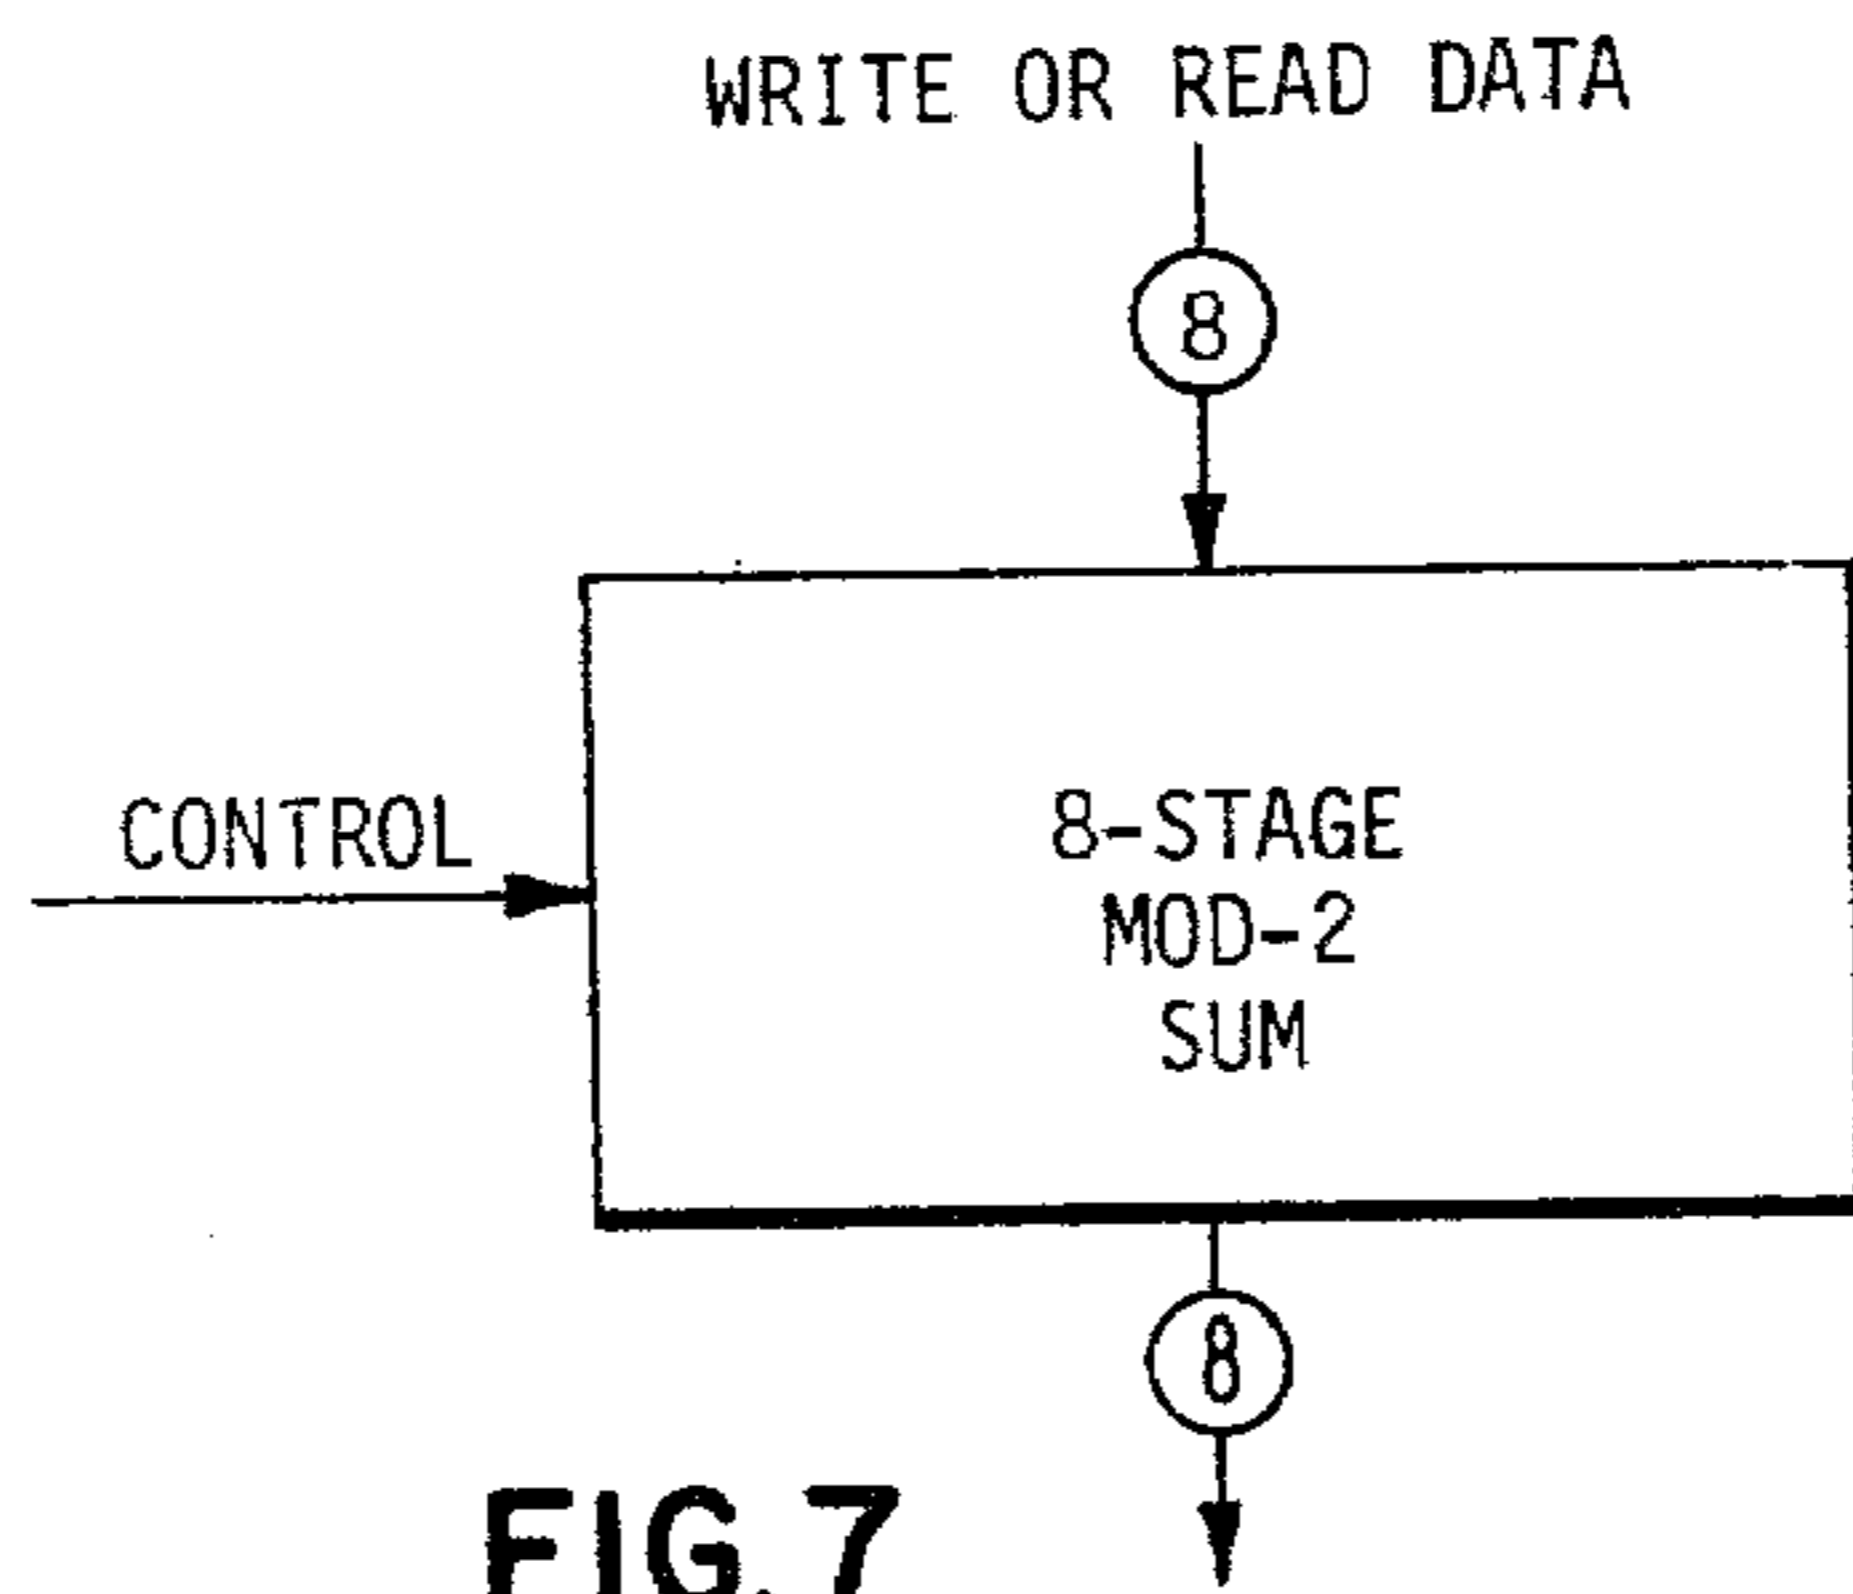 WRITE OR READ DATA
8
CONTROL
8-STAGE
MOD-2
SUM
8
FIG.7